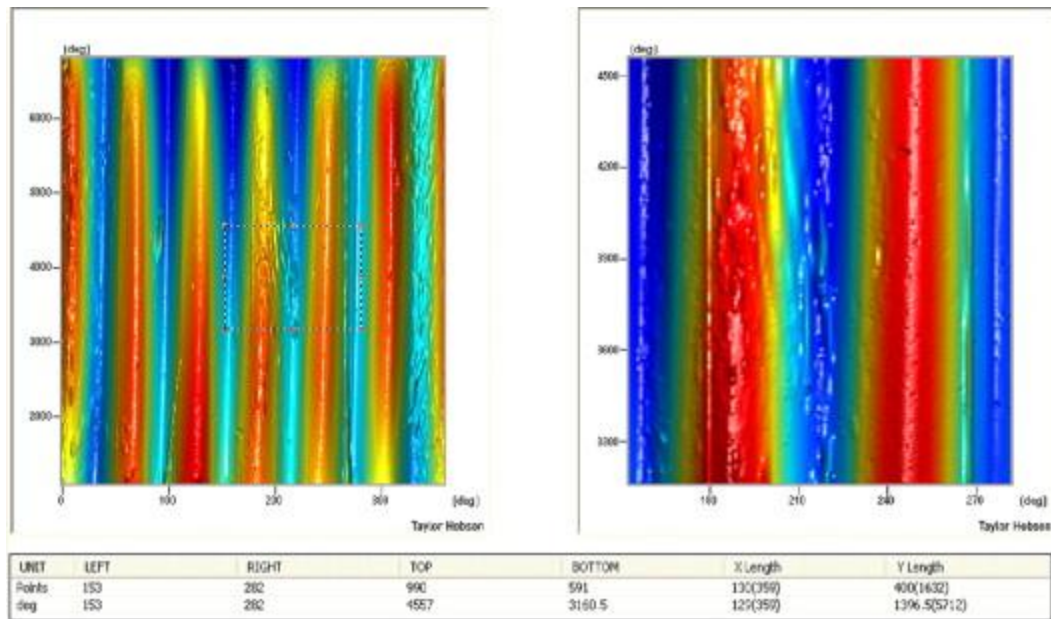 (deg)
6000
5000
4000
3000
2000
0
100
200
300
(deg)
Taylor Hobson
(deg)
4500
4200
3900
3600
3300
180
210
240
270
(deg)
Taylor Hobson
UNIT LEFT RIGHT TOP BOTTOM X Length Y Length
Points 153 282 990 591 130(359) 400(1632)
deg 153 282 4557 3160.5 129(359) 1396.5(5712)